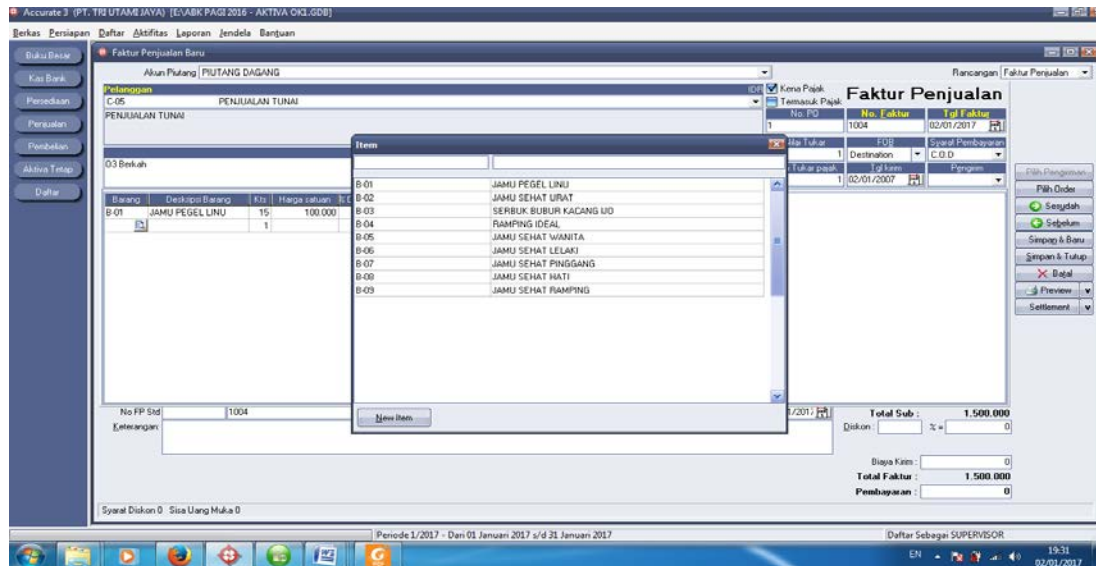 Accurate 3 (PT. TRI UTAMI JAYA) [E:\ABK PAGI 2016 - AKTIVA OK1.GDB]
Berkas Persiapan Daftar Aktifitas Laporan Jendela Bantuan
Buku Besar
Kas Bank
Persediaan
Penjualan
Pembelian
Aktiva Tetap
Daftar
Faktur Penjualan Baru
Akun Piutang PIUTANG DAGANG
Rancangan Faktur Penjualan
Pelanggan IDR
C-05 PENJUALAN TUNAI
PENJUALAN TUNAI
Kena Pajak
Termasuk Pajak
Faktur Penjualan
No. PO No. Faktur Tgl Faktur
1 1004 02/01/2017
Nilai Tukar FOB Syarat Pembayaran
1 Destination C.O.D
Tukar pajak Tgl kirim Pengirim
1 02/01/2007
03 Berkah
Barang Deskripsi Barang Kts Harga satuan
B-01 JAMU PEGEL LINU 15 100.000
1
Item
B-01 JAMU PEGEL LINU
B-02 JAMU SEHAT URAT
B-03 SERBUK BUBUR KACANG IJO
B-04 RAMPING IDEAL
B-05 JAMU SEHAT WANITA
B-06 JAMU SEHAT LELAKI
B-07 JAMU SEHAT PINGGANG
B-08 JAMU SEHAT HATI
B-09 JAMU SEHAT RAMPING
New Item
Pilih Pengiriman
Pilih Order
Sesudah
Sebelum
Simpan & Baru
Simpan & Tutup
Batal
Preview
Settlement
No FP Std 1004
Keterangan
1/2017
Total Sub : 1.500.000
Diskon : % = 0
Biaya Kirim : 0
Total Faktur : 1.500.000
Pembayaran : 0
Syarat Diskon 0 Sisa Uang Muka 0
Periode 1/2017 - Dari 01 Januari 2017 s/d 31 Januari 2017
Daftar Sebagai SUPERVISOR
EN
19:31
02/01/2017